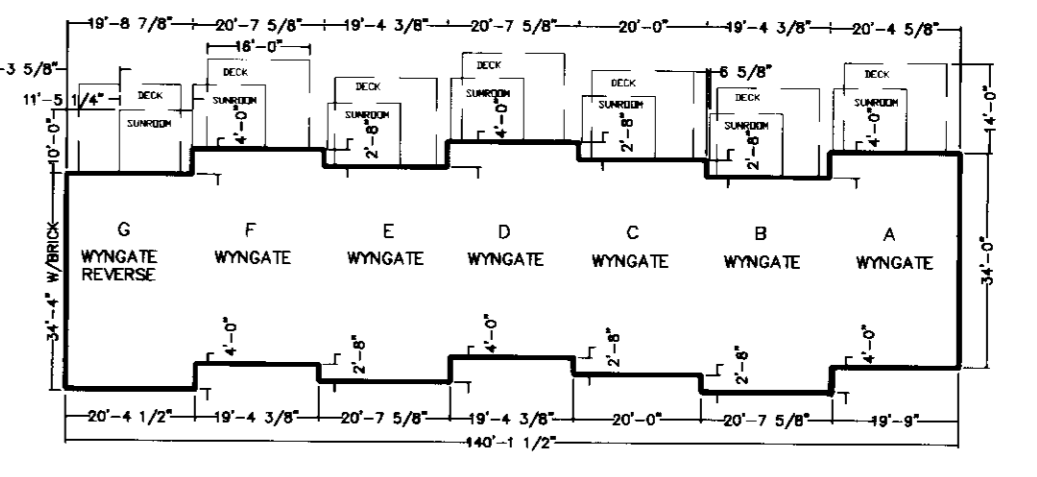 19'-8 7/8" 20'-7 5/8" 19'-4 3/8" 20'-7 5/8" 20'-0" 19'-4 3/8" 20'-4 5/8"
16'-0"
-3 5/8"
6 5/8"
DECK DECK DECK DECK DECK DECK DECK
11'-5 1/4"
SUNROOM SUNROOM SUNROOM SUNROOM SUNROOM SUNROOM SUNROOM
10'-0" 4'-0" 2'-8" 4'-0" 2'-8" 2'-8" 4'-0" 14'-0"
G F E D C B A
WYNGATE REVERSE
WYNGATE WYNGATE WYNGATE WYNGATE WYNGATE WYNGATE
34'-4" W/BRICK
34'-0"
4'-0" 2'-8" 4'-0" 2'-8" 2'-8" 4'-0"
20'-4 1/2" 19'-4 3/8" 20'-7 5/8" 19'-4 3/8" 20'-0" 20'-7 5/8" 19'-9"
140'-1 1/2"